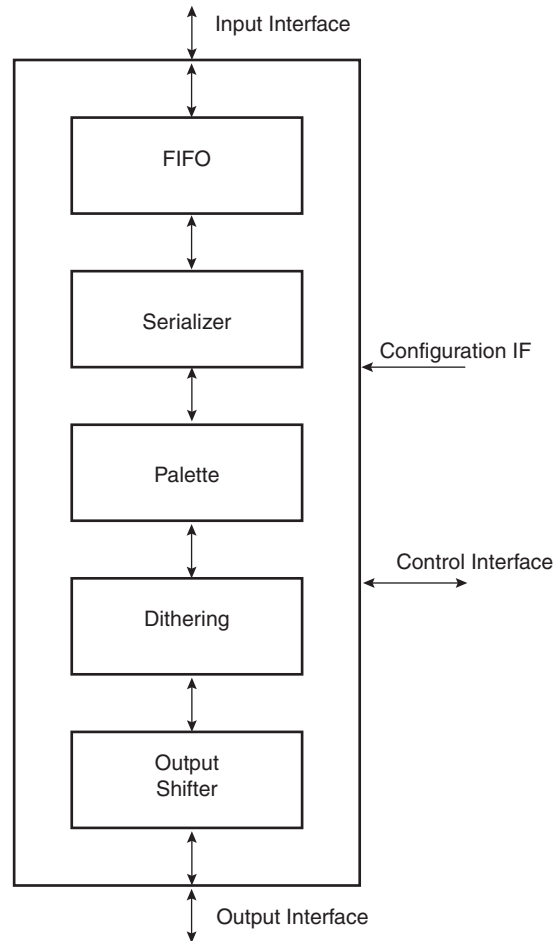 Input Interface
FIFO
Serializer
Configuration IF
Palette
Control Interface
Dithering
Output
Shifter
Output Interface